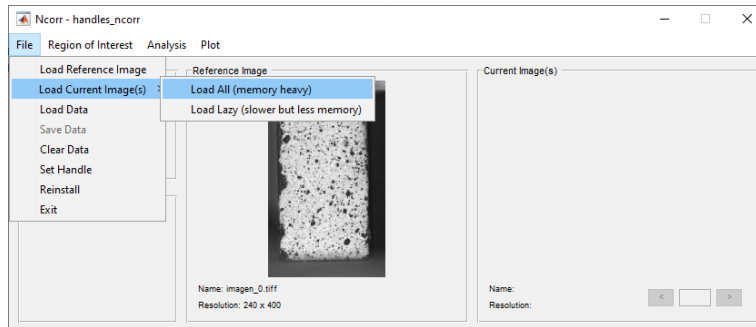 Ncorr - handles_ncorr
File Region of Interest Analysis Plot
Load Reference Image
Load Current Image(s)
Load Data
Save Data
Clear Data
Set Handle
Reinstall
Exit
Load All (memory heavy)
Load Lazy (slower but less memory)
Reference Image
Name: imagen_0.tiff
Resolution: 240 x 400
Current Image(s)
Name:
Resolution:
< >